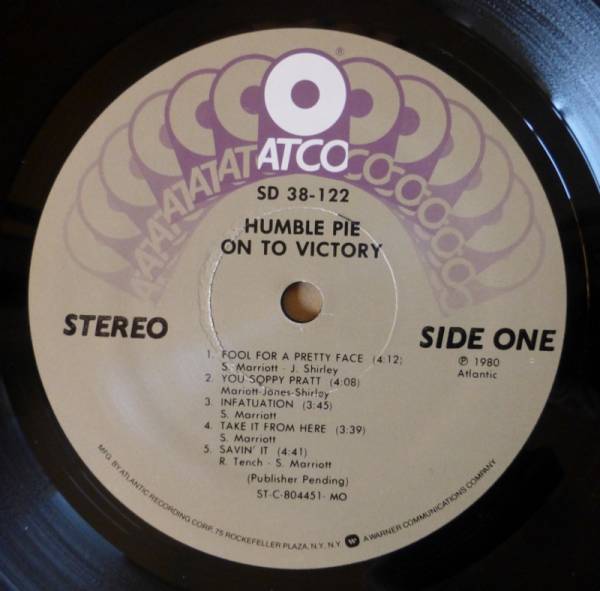 ®
ATATATATATATCOCOCOCOCO
SD 38-122
HUMBLE PIE
ON TO VICTORY
STEREO
SIDE ONE
℗ 1980
Atlantic
1. FOOL FOR A PRETTY FACE (4:12)
S. Marriott - J. Shirley
2. YOU SOPPY PRATT (4:08)
Mariott-Jones-Shirley
3. INFATUATION (3:45)
S. Marriott
4. TAKE IT FROM HERE (3:39)
S. Marriott
5. SAVIN' IT (4:41)
R. Tench - S. Marriott
(Publisher Pending)
ST-C-804451- MO
MFG. BY ATLANTIC RECORDING CORP. 75 ROCKEFELLER PLAZA, N.Y. N.Y. A WARNER COMMUNICATIONS COMPANY